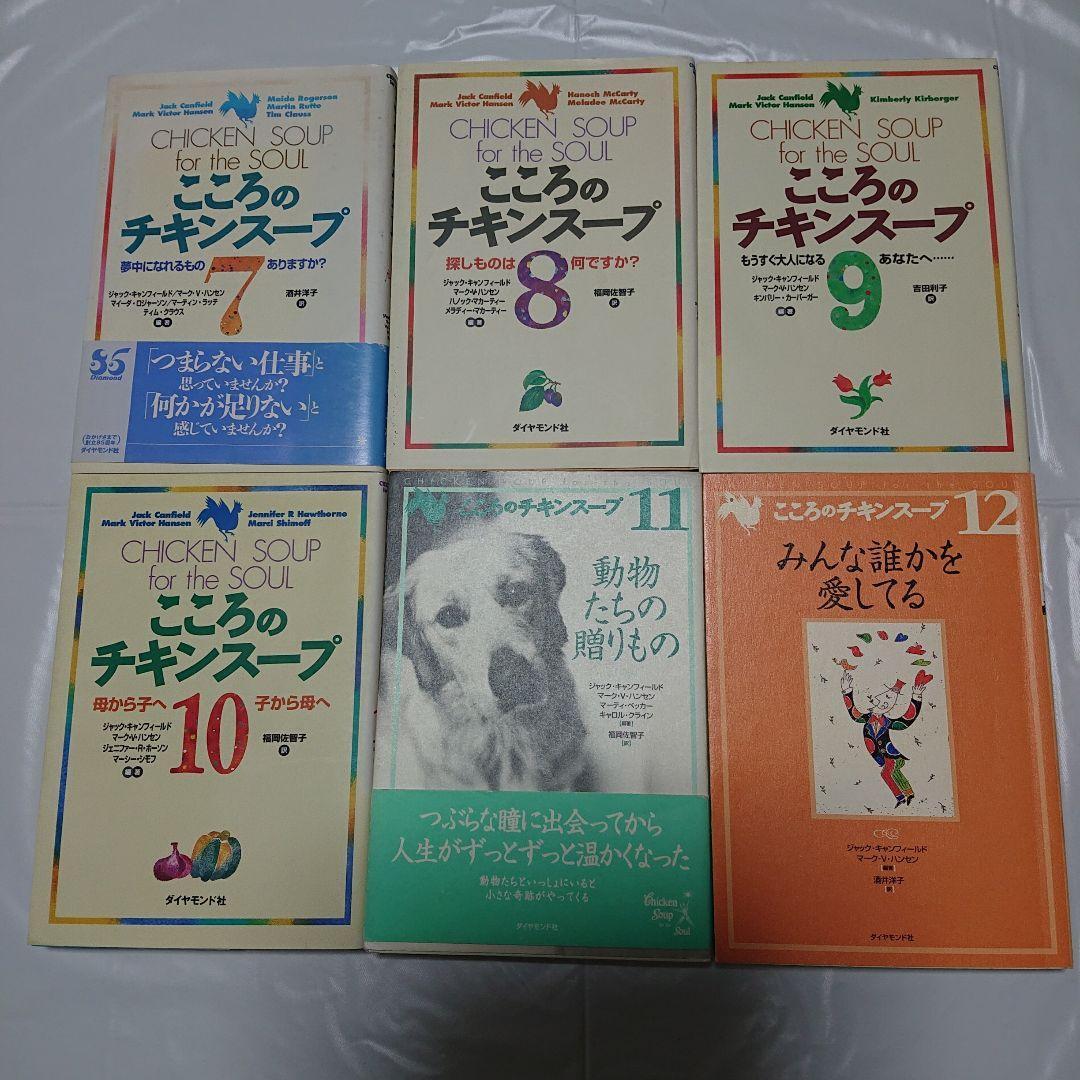 Jack Canfield
Mark Victor Hansen
Maida Rogerson
Martin Rutte
Tim Clauss
CHICKEN SOUP
for the SOUL
こころの
チキンスープ
夢中になれるもの
7
ありますか?
ジャック・キャンフィールド/マーク・V・ハンセン
マイーダ・ロジャーソン/マーティン・ラッテ
ティム・クラウス
編著
酒井洋子
訳
85
Diamond
おかげさまで
創立85周年
ダイヤモンド社
「つまらない仕事」と
思っていませんか?
「何かが足りない」と
感じていませんか?
Jack Canfield
Mark Victor Hansen
Hanoch McCarty
Meladee McCarty
CHICKEN SOUP
for the SOUL
こころの
チキンスープ
探しものは
8
何ですか?
ジャック・キャンフィールド
マーク・V・ハンセン
ハノック・マカーティー
メラディー・マカーティー
編著
福岡佐智子
訳
ダイヤモンド社
Jack Canfield
Mark Victor Hansen
Kimberly Kirberger
CHICKEN SOUP
for the SOUL
こころの
チキンスープ
もうすぐ大人になる
9
あなたへ……
ジャック・キャンフィールド
マーク・V・ハンセン
キンバリー・カーバーガー
編著
吉田利子
訳
ダイヤモンド社
Jack Canfield
Mark Victor Hansen
Jennifer R Hawthorne
Marci Shimoff
CHICKEN SOUP
for the SOUL
こころの
チキンスープ
母から子へ
10
子から母へ
ジャック・キャンフィールド
マーク・V・ハンセン
ジェニファー・R・ホーソン
マーシー・シモフ
編著
福岡佐智子
訳
ダイヤモンド社
CHICKEN SOUP for the SOUL
こころのチキンスープ 11
動物
たちの
贈りもの
ジャック・キャンフィールド
マーク・V・ハンセン
マーティ・ベッカー
キャロル・クライン
[編著]
福岡佐智子
[訳]
つぶらな瞳に出会ってから
人生がずっとずっと温かくなった
動物たちといっしょにいると
小さな奇跡がやってくる
Chicken
Soup
for the
Soul
ダイヤモンド社
こころのチキンスープ 12
みんな誰かを
愛してる
ジャック・キャンフィールド
マーク・V・ハンセン
編著
酒井洋子
訳
ダイヤモンド社